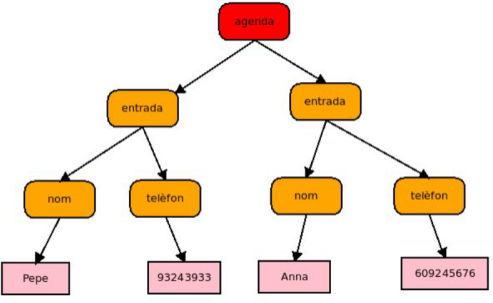 agenda
entrada
entrada
nom
telèfon
nom
telèfon
Pepe
93243933
Anna
609245676